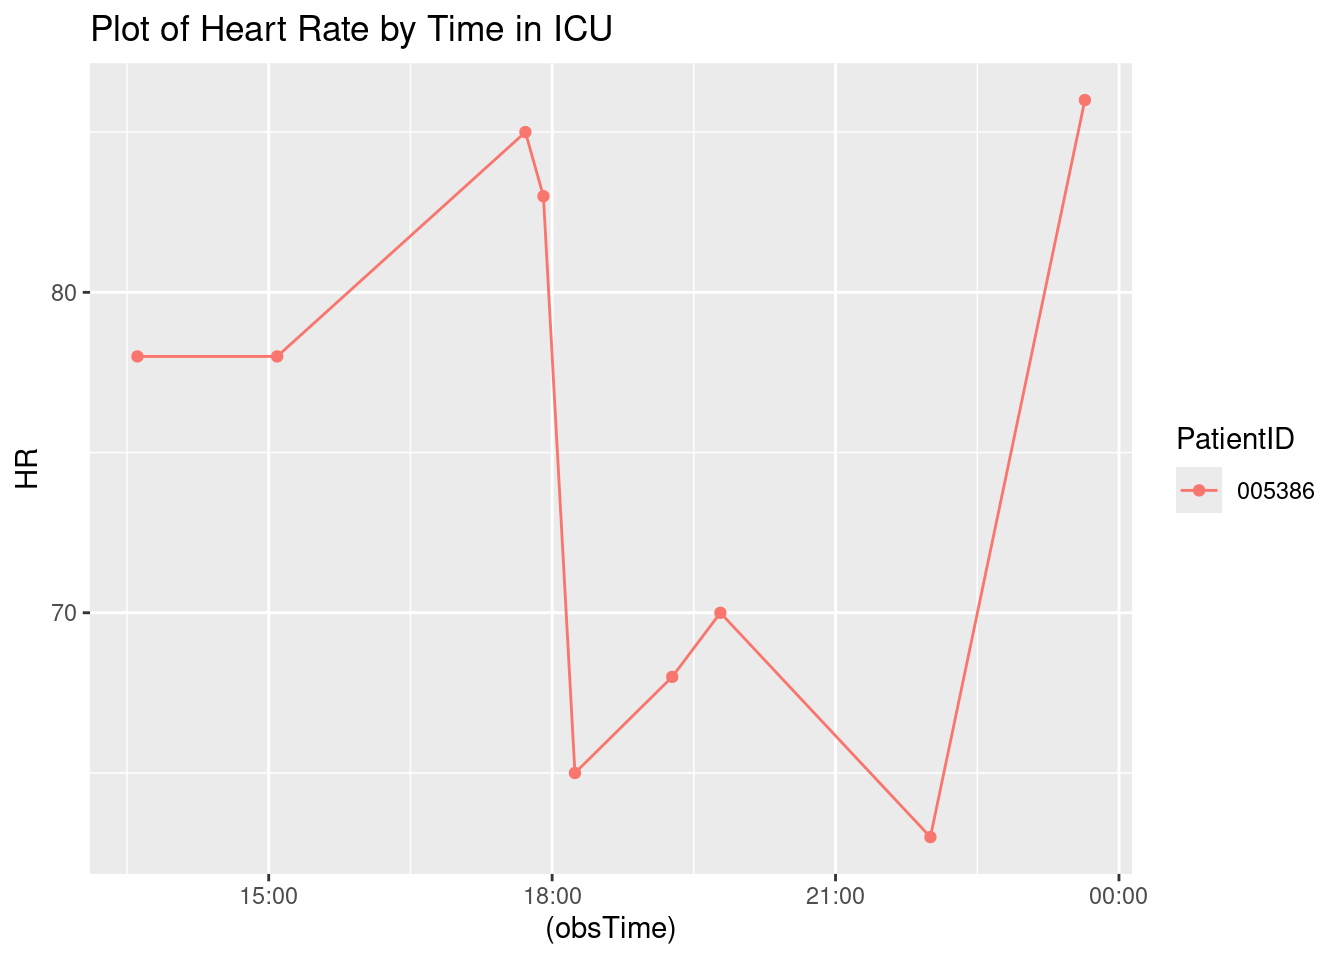 Plot of Heart Rate by Time in ICU
HR
80
70
15:00 18:00 21:00 00:00
(obsTime)
PatientID
005386